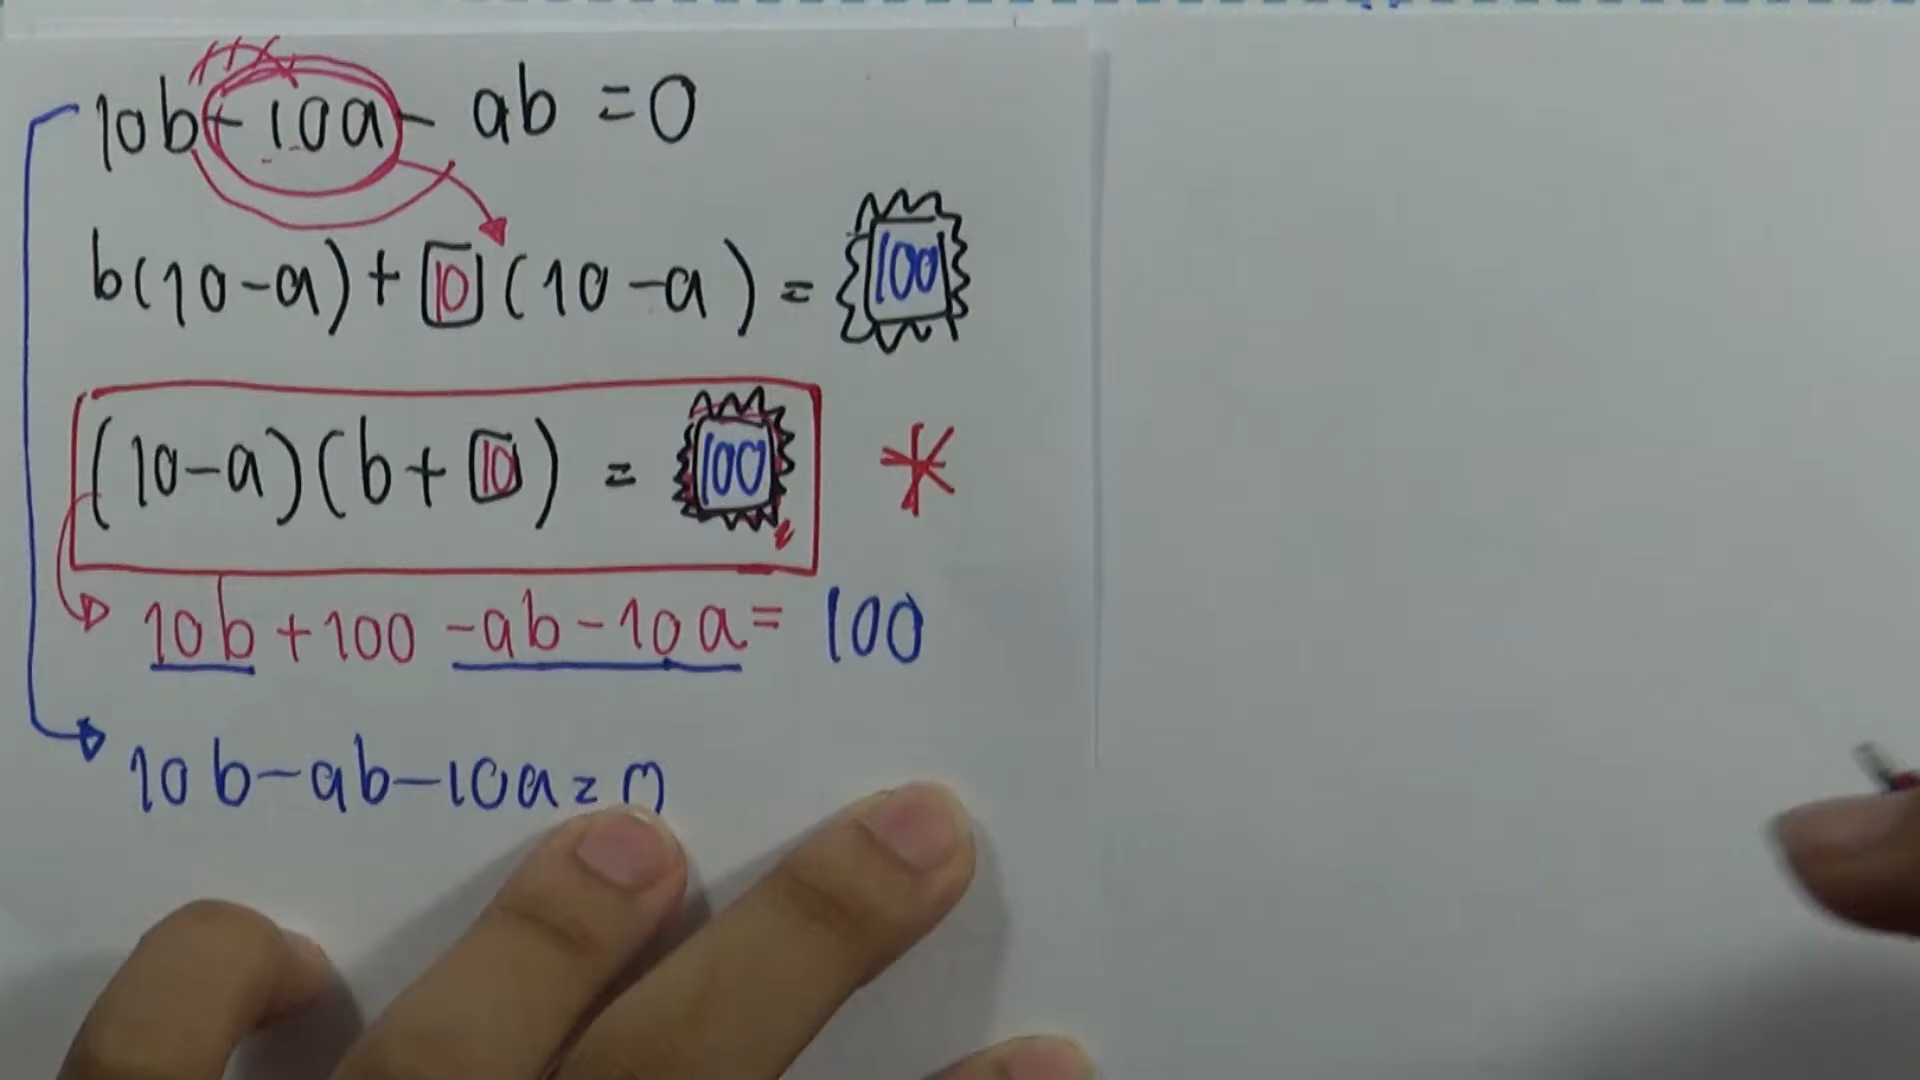 10b - 10a - ab = 0
b(10-a) + 10(10-a) = 100
(10-a)(b+10) = 100 *
10b + 100 - ab - 10a = 100
10b - ab - 10a = 0